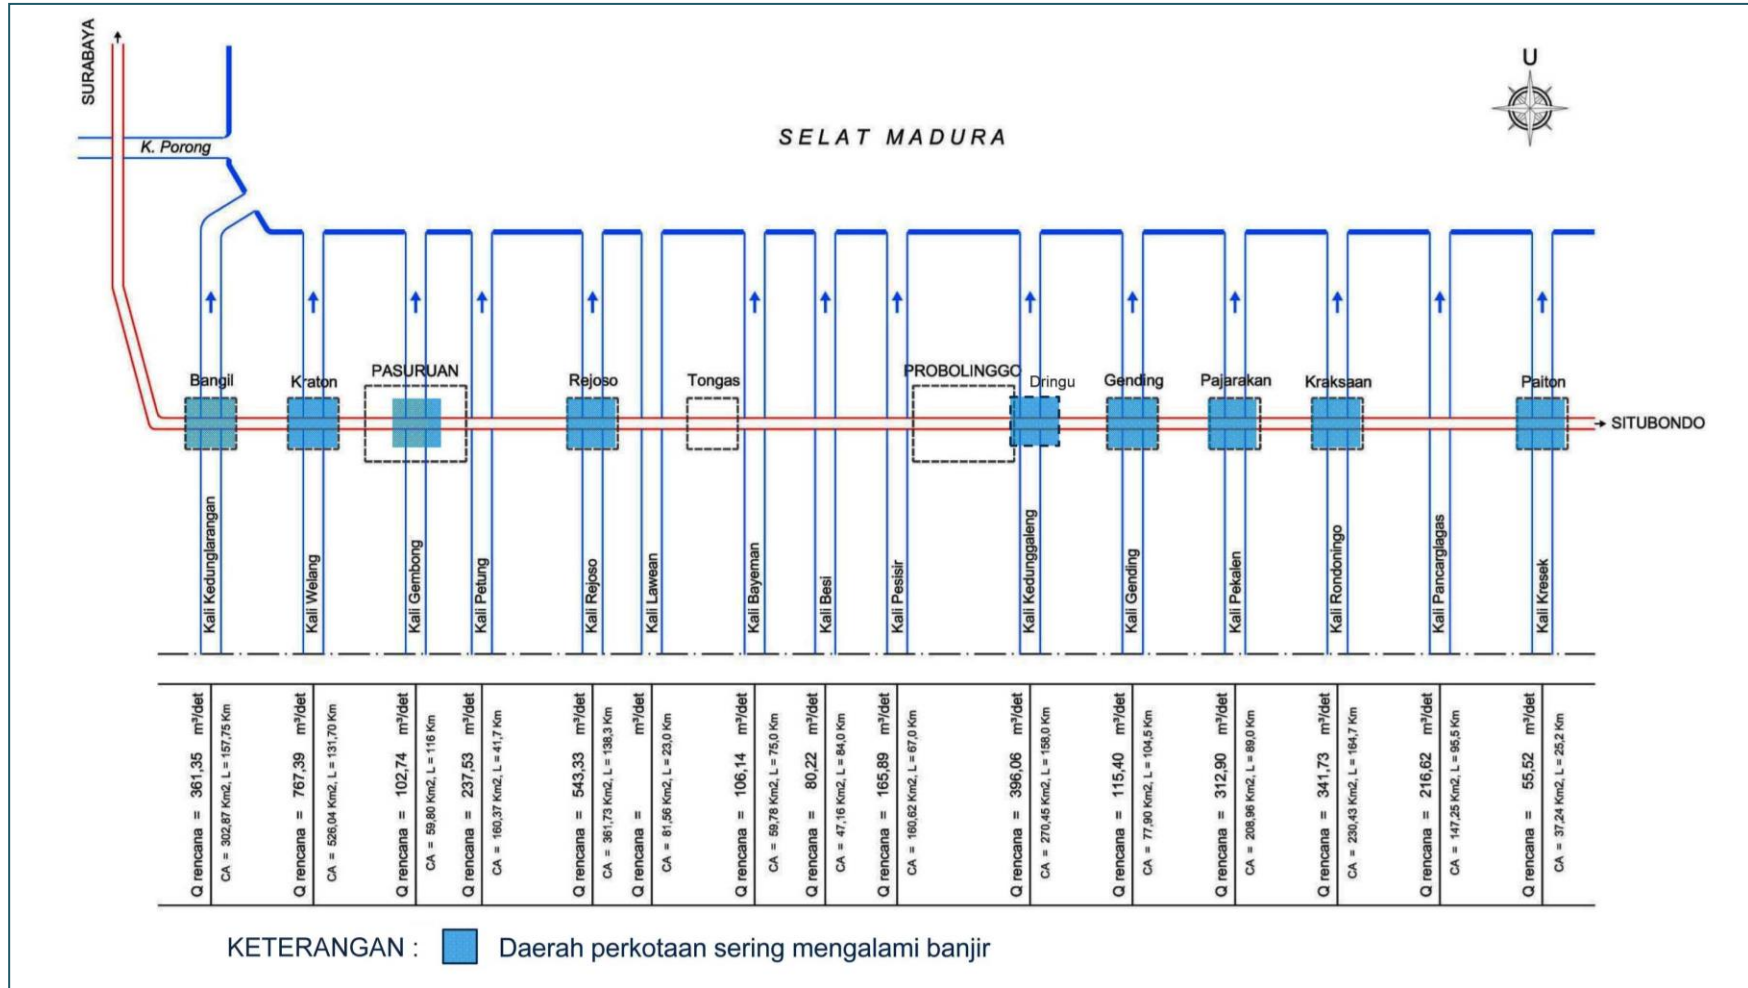 SURABAYA
U
K. Porong
SELAT MADURA
Bangil
Kraton
PASURUAN
Rejoso
Tongas
PROBOLINGGO
Dringu
Gending
Pajarakan
Kraksaan
Paiton
SITUBONDO
Kali Kedunglarangan
Kali Welang
Kali Gembong
Kali Petung
Kali Rejoso
Kali Lawean
Kali Bayeman
Kali Besi
Kali Pesisir
Kali Kedunggaleng
Kali Gending
Kali Pekalen
Kali Rondoningo
Kali Pancarglagas
Kali Kresek
Q rencana = 361,35 m³/det
CA = 302,87 Km2, L = 157,75 Km
Q rencana = 767,39 m³/det
CA = 526,04 Km2, L = 131,70 Km
Q rencana = 102,74 m³/det
CA = 59,80 Km2, L = 116 Km
Q rencana = 237,53 m³/det
CA = 160,37 Km2, L = 41,7 Km
Q rencana = 543,33 m³/det
CA = 361,73 Km2, L = 138,3 Km
Q rencana = m³/det
CA = 81,56 Km2, L = 23,0 Km
Q rencana = 106,14 m³/det
CA = 59,78 Km2, L = 75,0 Km
Q rencana = 80,22 m³/det
CA = 47,16 Km2, L = 84,0 Km
Q rencana = 165,89 m³/det
CA = 160,62 Km2, L = 67,0 Km
Q rencana = 396,06 m³/det
CA = 270,45 Km2, L = 158,0 Km
Q rencana = 115,40 m³/det
CA = 77,90 Km2, L = 104,5 Km
Q rencana = 312,90 m³/det
CA = 208,96 Km2, L = 89,0 Km
Q rencana = 341,73 m³/det
CA = 230,43 Km2, L = 164,7 Km
Q rencana = 216,62 m³/det
CA = 147,25 Km2, L = 95,5 Km
Q rencana = 55,52 m³/det
CA = 37,24 Km2, L = 25,2 Km
KETERANGAN : Daerah perkotaan sering mengalami banjir